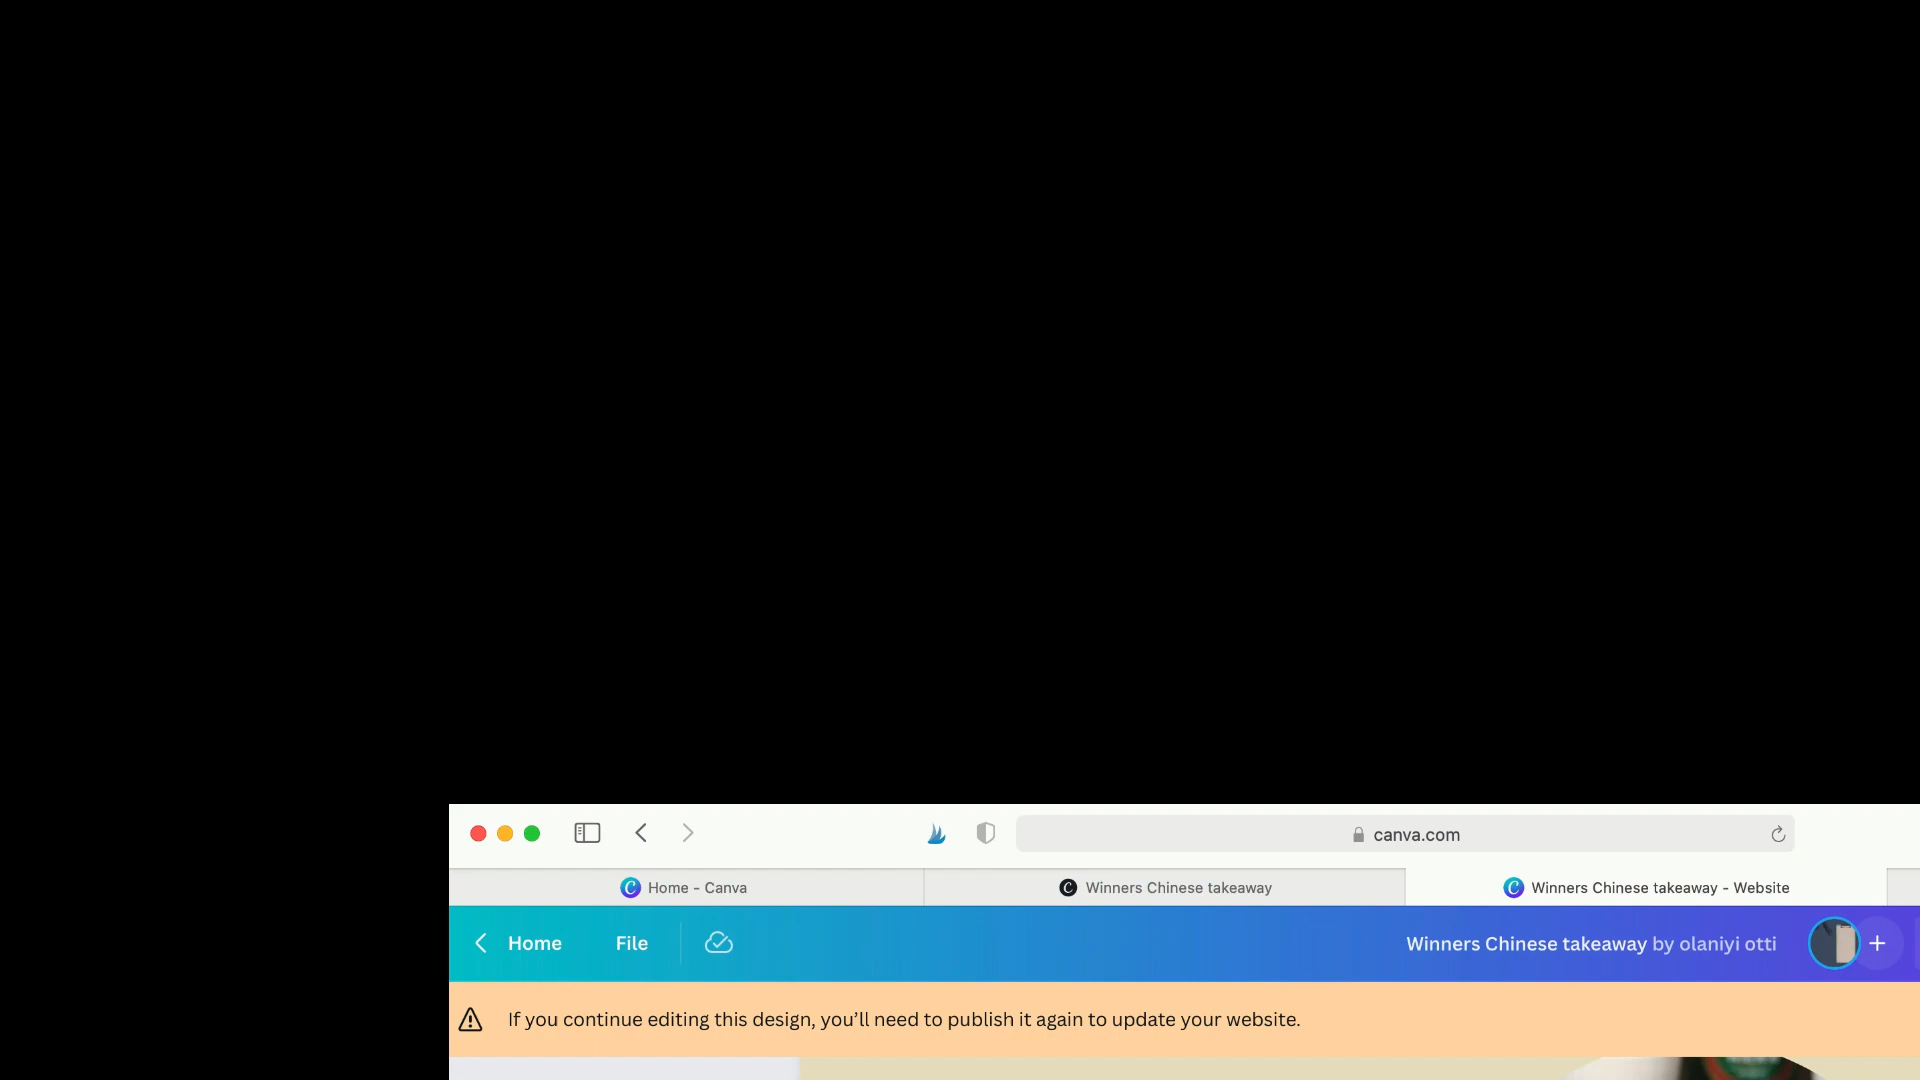 canva.com
Home - Canva
Winners Chinese takeaway
Winners Chinese takeaway - Website
Home
File
Winners Chinese takeaway by olaniyi otti
If you continue editing this design, you’ll need to publish it again to update your website.